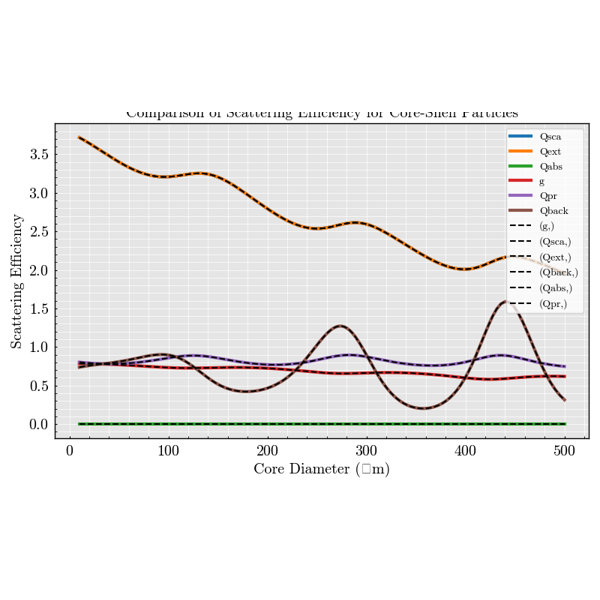 Comparison of Scattering Efficiency for Core-Shell Particles
Scattering Efficiency
3.5
3.0
2.5
2.0
1.5
1.0
0.5
0.0
Qsca
Qext
Qabs
g
Qpr
Qback
(g,)
(Qsca,)
(Qext,)
(Qback,)
(Qabs,)
(Qpr,)
0 100 200 300 400 500
Core Diameter (□m)